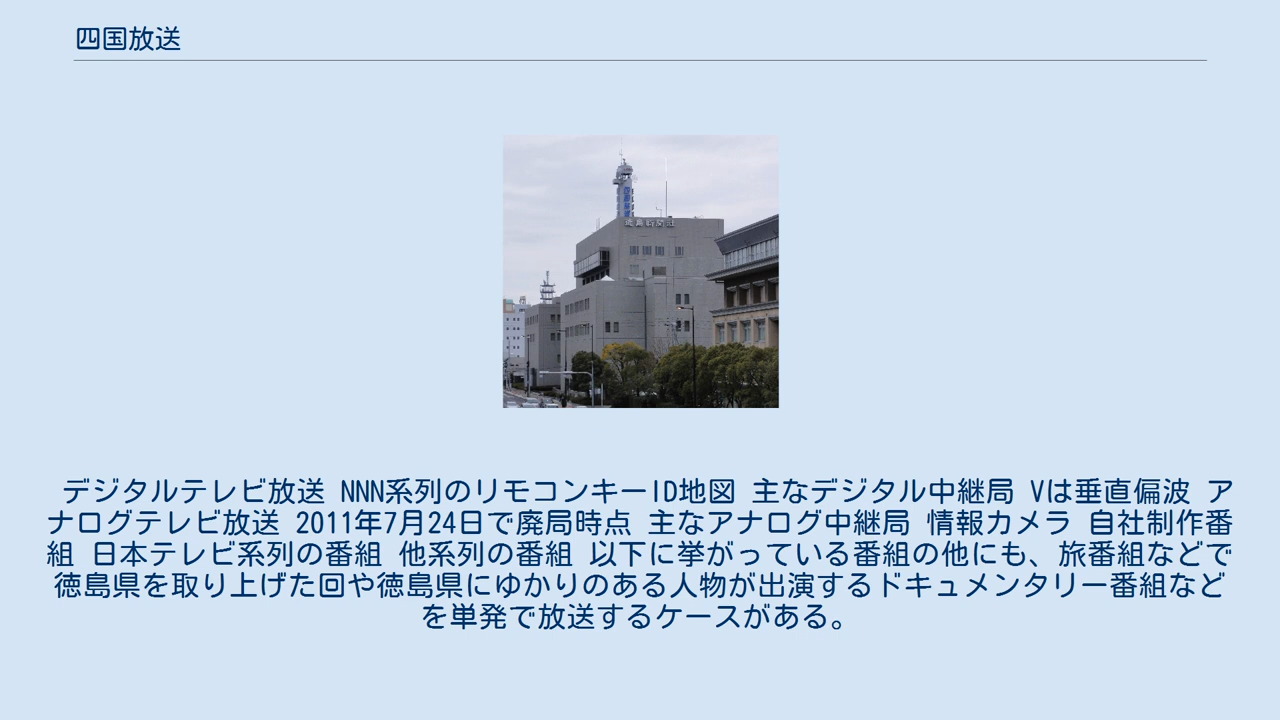 四国放送
四国放送
徳島新聞社
デジタルテレビ放送 NNN系列のリモコンキーID地図 主なデジタル中継局 Vは垂直偏波 ア
ナログテレビ放送 2011年7月24日で廃局時点 主なアナログ中継局 情報カメラ 自社制作番
組 日本テレビ系列の番組 他系列の番組 以下に挙がっている番組の他にも、旅番組などで
徳島県を取り上げた回や徳島県にゆかりのある人物が出演するドキュメンタリー番組など
を単発で放送するケースがある。